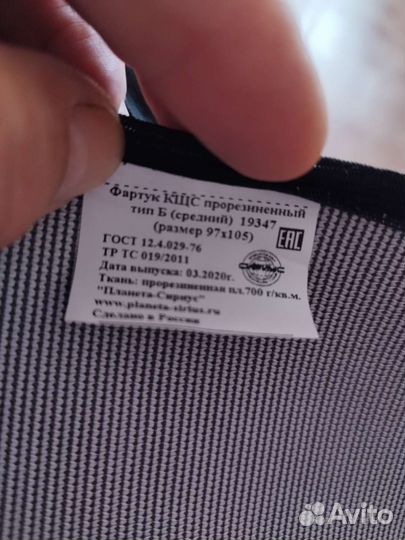 Фартук КЩС прорезиненный
тип Б (средний) 19347
(размер 97х105)
ГОСТ 12.4.029-76
ТР ТС 019/2011
Дата выпуска: 03.2020г.
Ткань: прорезиненная пл.700 г/кв.м.
"Планета-Сириус"
www.planeta-sirius.ru
Сделано в России
EAC
Avito